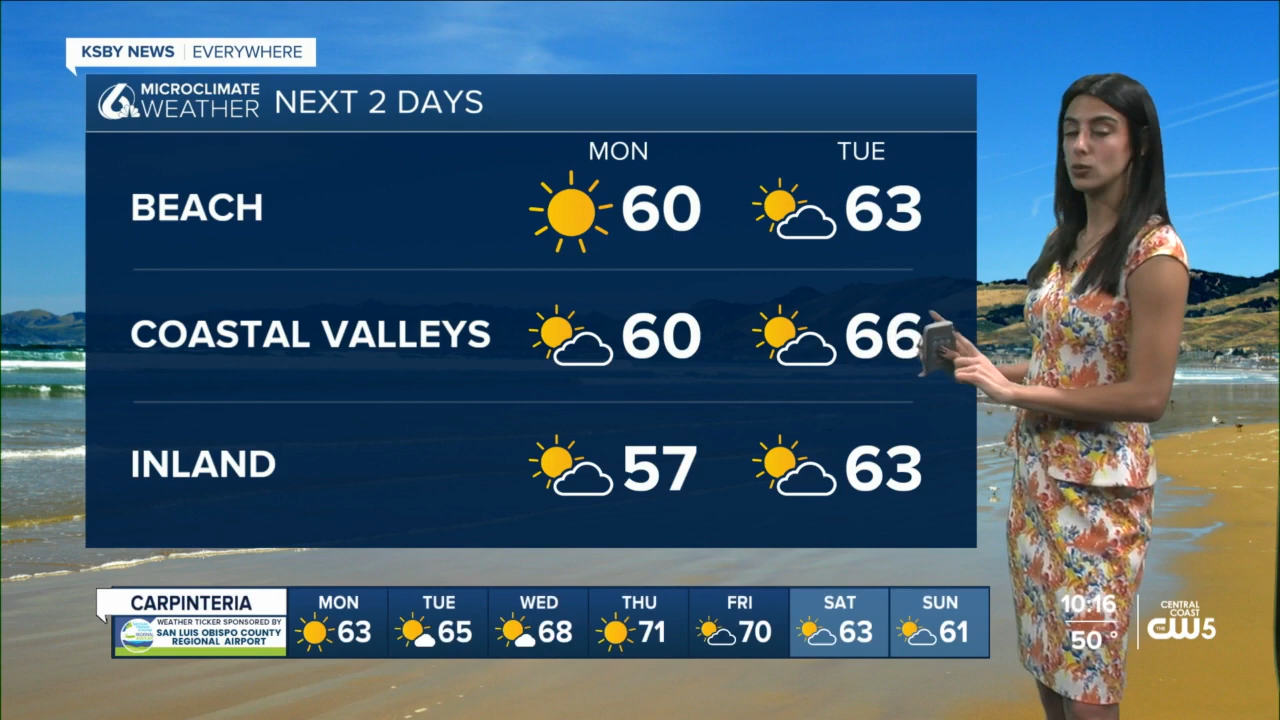 KSBY NEWS EVERYWHERE
6 MICROCLIMATE WEATHER NEXT 2 DAYS
MON TUE
BEACH 60 63
COASTAL VALLEYS 60 66
INLAND 57 63
CARPINTERIA MON TUE WED THU FRI SAT SUN
WEATHER TICKER SPONSORED BY
SAN LUIS OBISPO COUNTY
REGIONAL AIRPORT
63 65 68 71 70 63 61
10:16
50°
CENTRAL
COAST
THE CW5